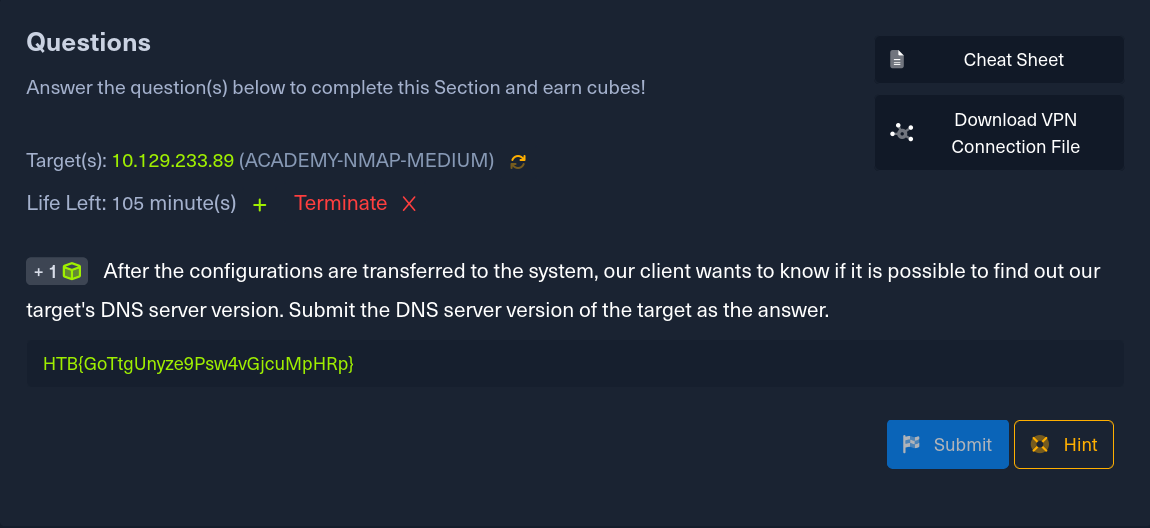 Questions
Cheat Sheet
Answer the question(s) below to complete this Section and earn cubes!
Download VPN
Connection File
Target(s): 10.129.233.89 (ACADEMY-NMAP-MEDIUM)
Life Left: 105 minute(s) + Terminate X
+ 1 After the configurations are transferred to the system, our client wants to know if it is possible to find out our
target's DNS server version. Submit the DNS server version of the target as the answer.
HTB{GoTtgUnyze9Psw4vGjcuMpHRp}
Submit
Hint